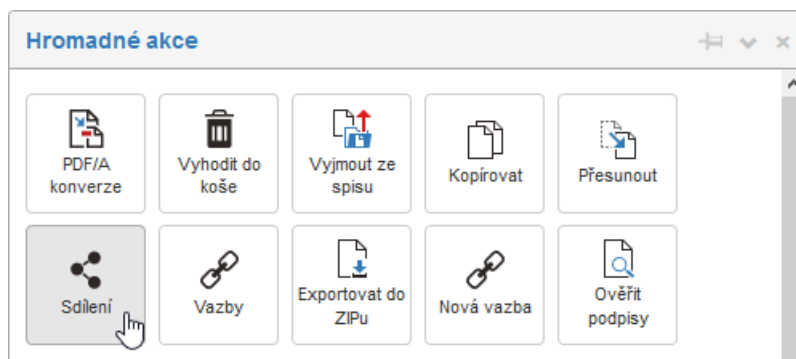 Hromadné akce
PDF/A
konverze
Vyhodit do
koše
Vyjmout ze
spisu
Kopírovat
Přesunout
Sdílení
Vazby
Exportovat do
ZIPu
Nová vazba
Ověřit
podpisy